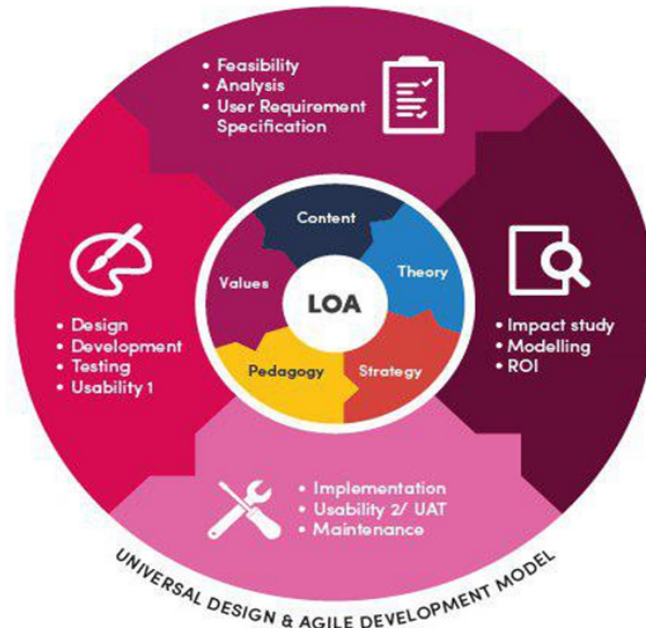 • Feasibility
• Analysis
• User Requirement
Specification
Content
Values
Theory
LOA
Pedagogy
Strategy
• Design
• Development
• Testing
• Usability 1
• Impact study
• Modelling
• ROI
• Implementation
• Usability 2/ UAT
• Maintenance
UNIVERSAL DESIGN & AGILE DEVELOPMENT MODEL